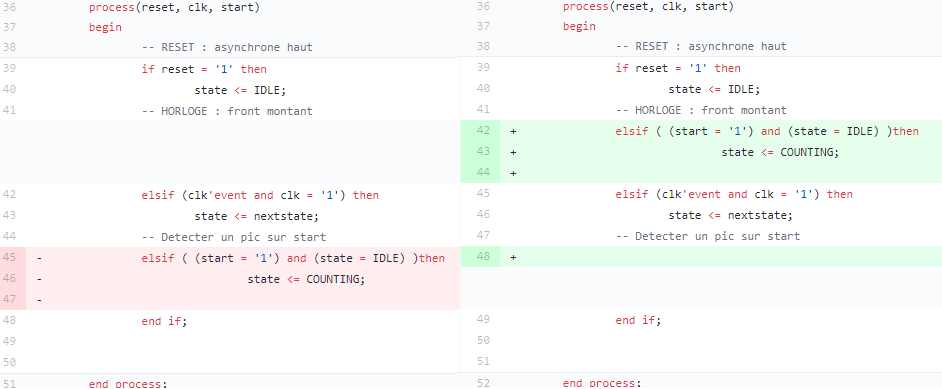 36 process(reset, clk, start)
37 begin
38 -- RESET : asynchrone haut
39 if reset = '1' then
40 state <= IDLE;
41 -- HORLOGE : front montant
42 elsif (clk'event and clk = '1') then
43 state <= nextstate;
44 -- Detecter un pic sur start
45 - elsif ( (start = '1') and (state = IDLE) )then
46 - state <= COUNTING;
47 -
48 end if;
49
50
51 end process;
36 process(reset, clk, start)
37 begin
38 -- RESET : asynchrone haut
39 if reset = '1' then
40 state <= IDLE;
41 -- HORLOGE : front montant
42 + elsif ( (start = '1') and (state = IDLE) )then
43 + state <= COUNTING;
44 +
45 elsif (clk'event and clk = '1') then
46 state <= nextstate;
47 -- Detecter un pic sur start
48 +
49 end if;
50
51
52 end process;